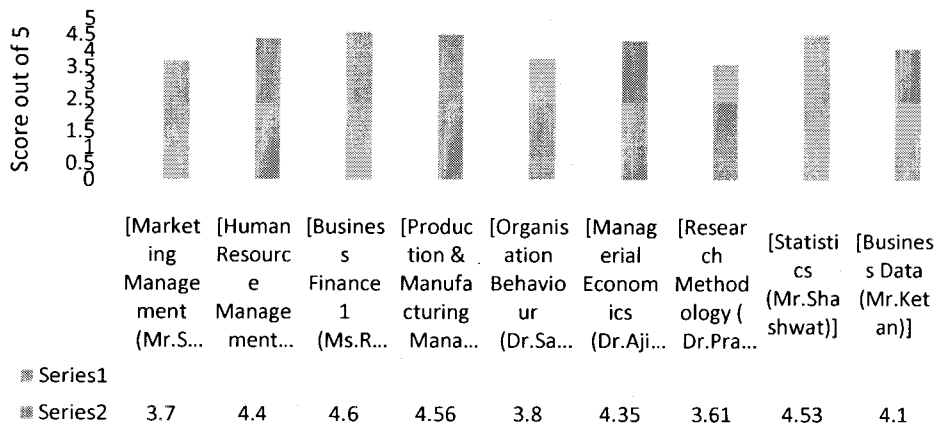 Score out of 5
5
4.5
4
3.5
3
2.5
2
1.5
1
0.5
0
[Market
ing
Manage
ment
(Mr.S...
[Human
Resourc
e
Manage
ment...
[Busines
s
Finance
1
(Ms.R...
[Produc
tion &
Manufa
cturing
Mana...
[Organis
ation
Behavio
ur
(Dr.Sa...
[Manag
erial
Econom
ics
(Dr.Aji...
[Resear
ch
Method
ology (
Dr.Pra...
[Statisti
cs
(Mr.Sha
shwat)]
[Busines
s Data
(Mr.Ket
an)]
Series1
Series2 3.7 4.4 4.6 4.56 3.8 4.35 3.61 4.53 4.1